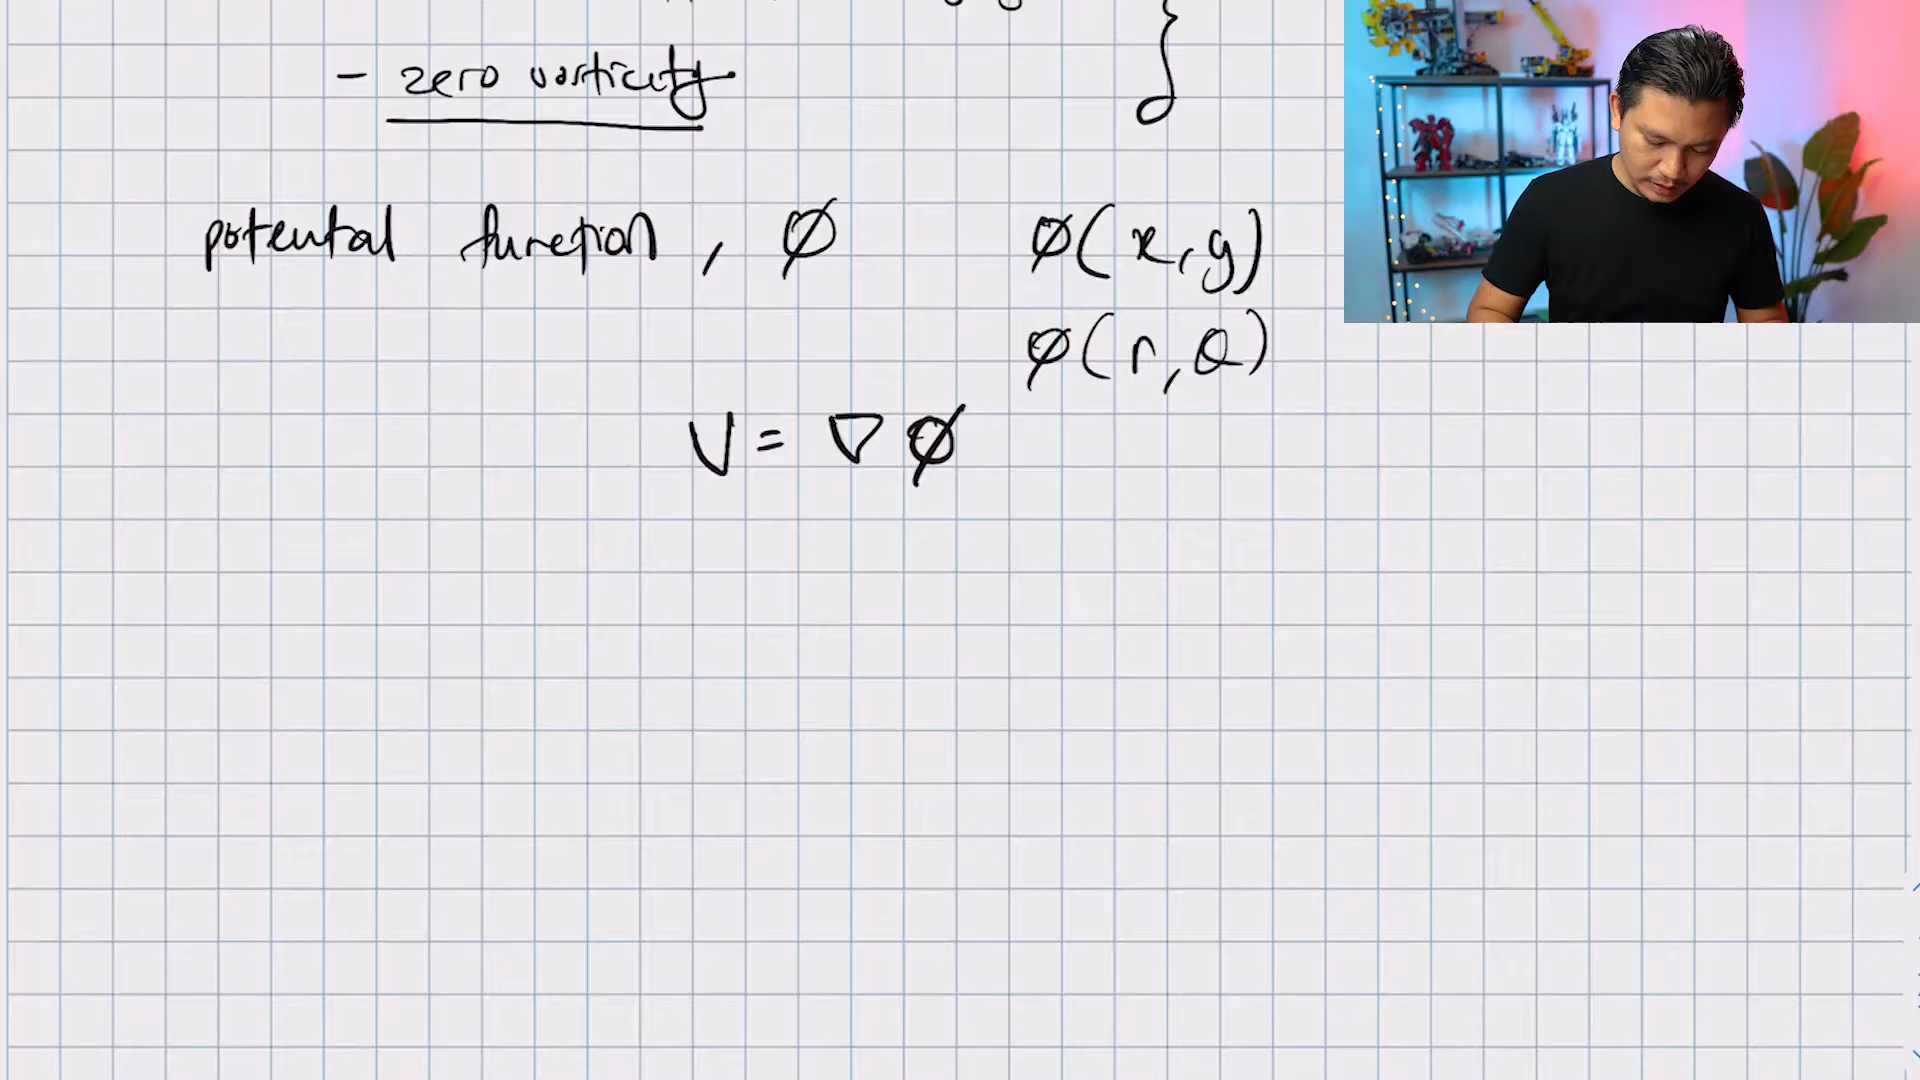 - zero vorticity
potential function, ϕ
ϕ(x,y)
ϕ(r,θ)
V = ∇ϕ